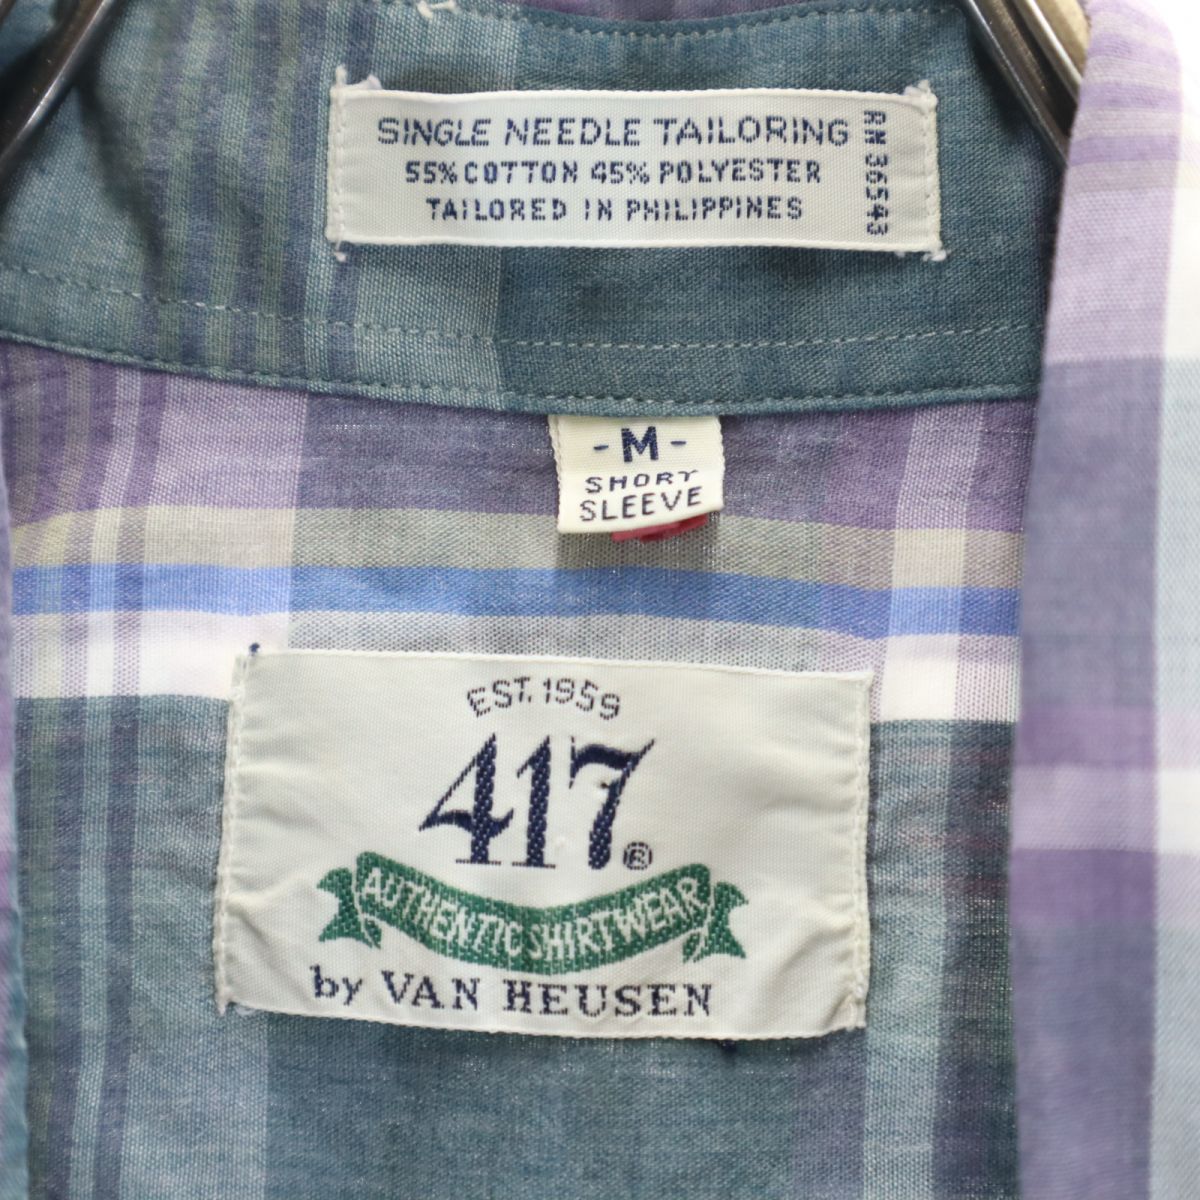 SINGLE NEEDLE TAILORING
55% COTTON 45% POLYESTER
TAILORED IN PHILIPPINES
RN 36543
- M -
SHORT
SLEEVE
EST. 1959
417®
AUTHENTIC SHIRTWEAR
by VAN HEUSEN